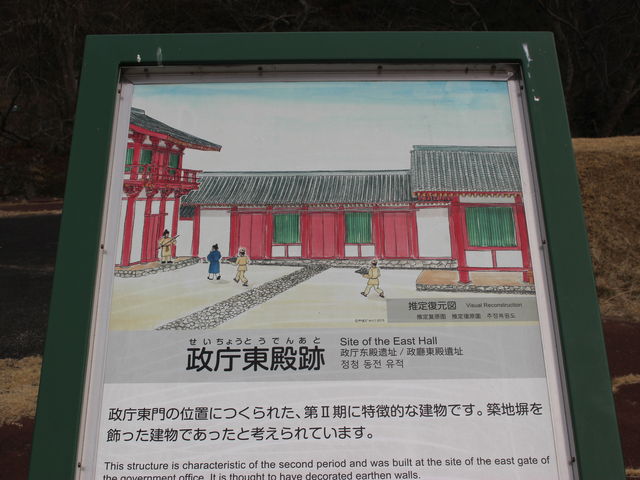 推定復元図 Visual Reconstruction
推定复原图 推定復原圖 추정복원도
せいちょうとうでんあと
政庁東殿跡
Site of the East Hall
政厅东殿遗址 / 政廳東殿遺址
정청 동전 유적
政庁東門の位置につくられた、第Ⅱ期に特徴的な建物です。築地塀を
飾った建物であったと考えられています。
This structure is characteristic of the second period and was built at the site of the east gate of
the government office. It is thought to have decorated earthen walls.